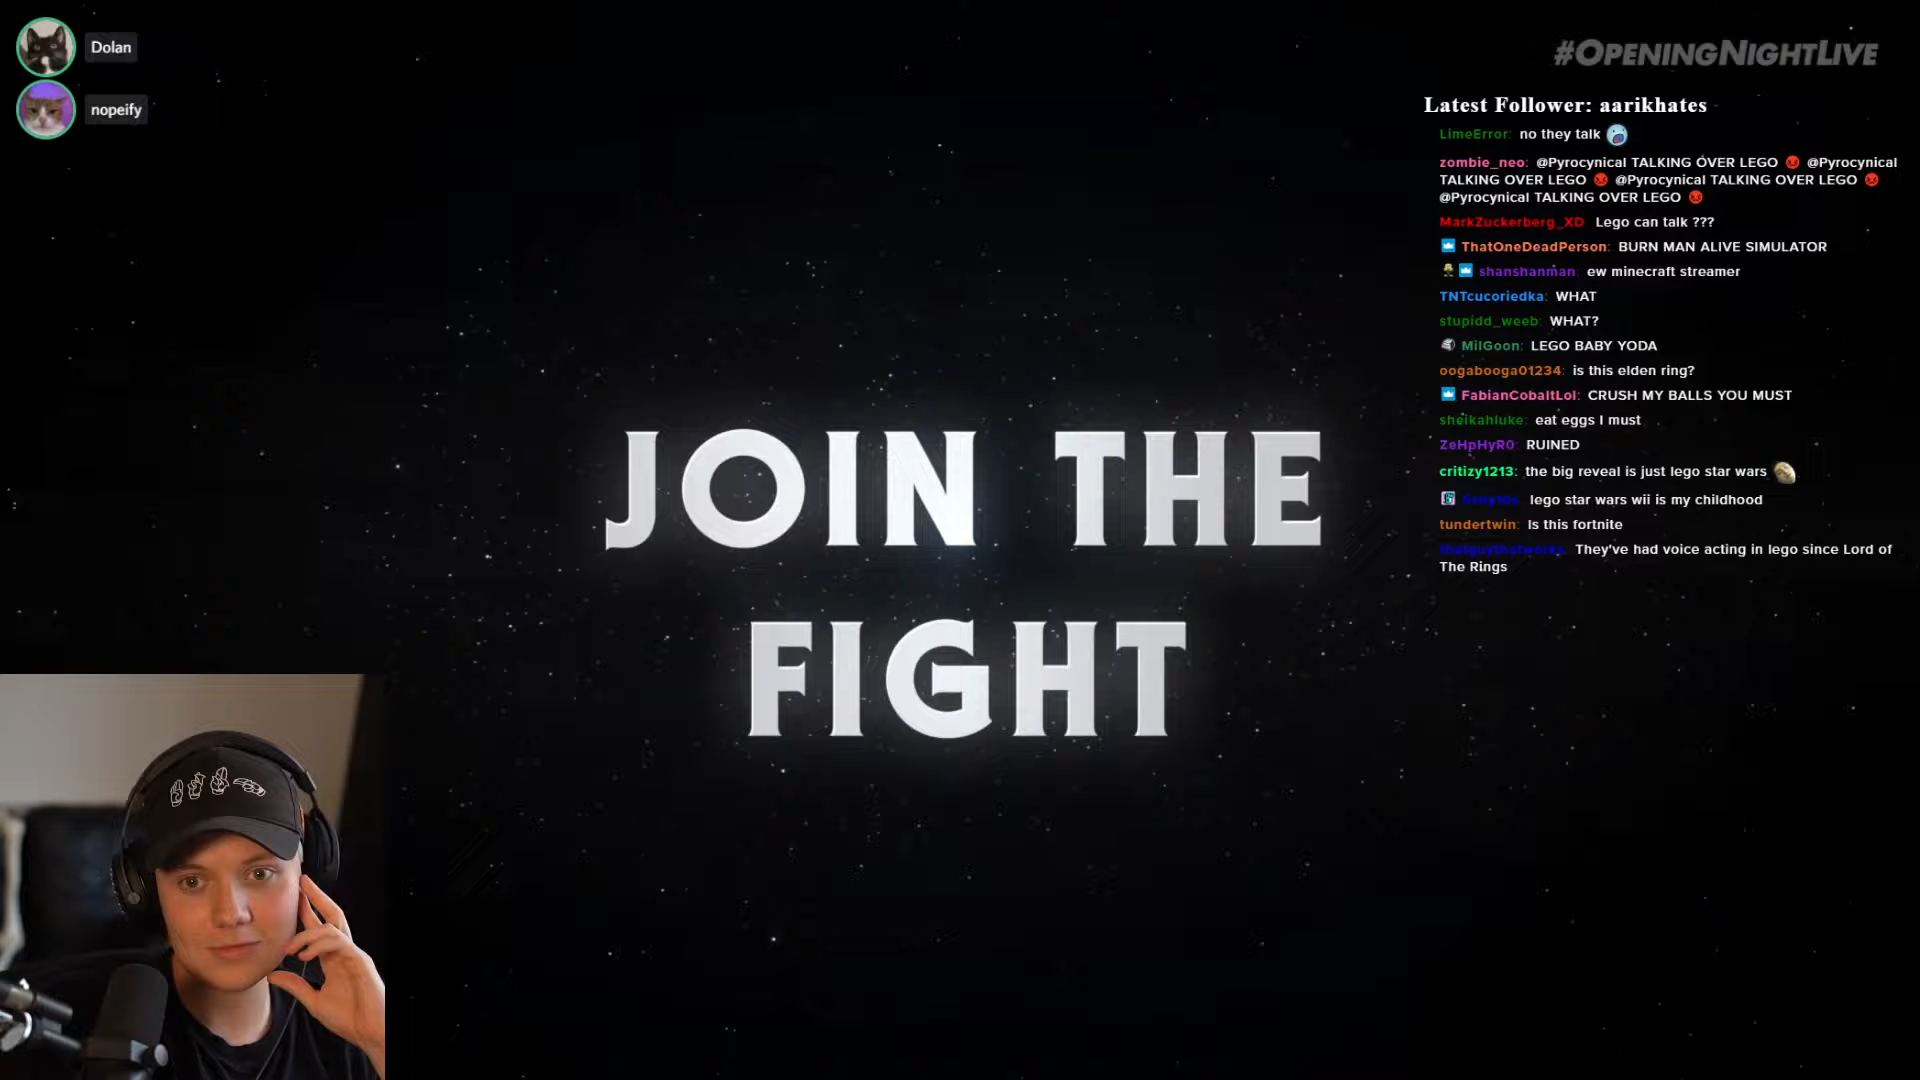 Dolan
nopeify
#OPENINGNIGHTLIVE
Latest Follower: aarikhates
LimeError: no they talk
zombie_neo: @Pyrocynical TALKING OVER LEGO @Pyrocynical
TALKING OVER LEGO @Pyrocynical TALKING OVER LEGO
@Pyrocynical TALKING OVER LEGO
MarkZuckerberg_XD: Lego can talk ???
ThatOneDeadPerson: BURN MAN ALIVE SIMULATOR
shanshanman: ew minecraft streamer
TNTcucoriedka: WHAT
stupidd_weeb: WHAT?
MilGoon: LEGO BABY YODA
oogabooga01234: is this elden ring?
FabianCobaltLol: CRUSH MY BALLS YOU MUST
sheikahluke: eat eggs I must
ZeHpHyR0: RUINED
critizy1213: the big reveal is just lego star wars
lego star wars wii is my childhood
tundertwin: Is this fortnite
thatguythatworks: They've had voice acting in lego since Lord of
The Rings
JOIN THE
FIGHT